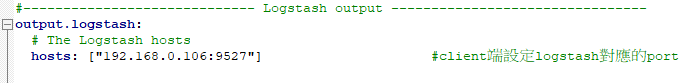 #------------------------------ Logstash output ---------------------------------
output.logstash:
# The Logstash hosts
hosts: ["192.168.0.106:9527"] #client端設定logstash對應的port